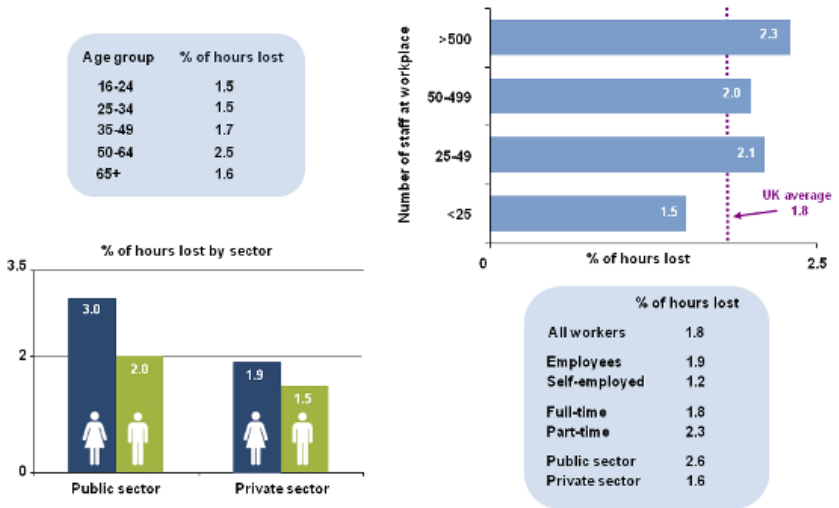 Age group % of hours lost
16-24 1.5
25-34 1.5
35-49 1.7
50-64 2.5
65+ 1.6
Number of staff at workplace
>500 2.3
50-499 2.0
25-49 2.1
<25 1.5
UK average
1.8
0 % of hours lost 2.5
% of hours lost by sector
3.5
3.0
2 2.0
1.9
1.5
0
Public sector Private sector
% of hours lost
All workers 1.8
Employees 1.9
Self-employed 1.2
Full-time 1.8
Part-time 2.3
Public sector 2.6
Private sector 1.6